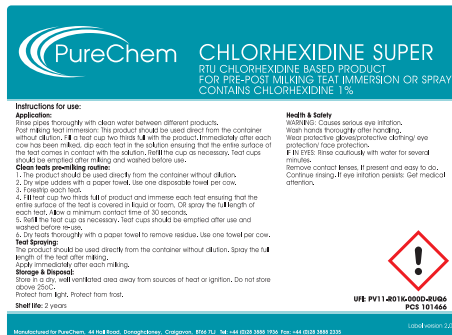 PureChem
CHLORHEXIDINE SUPER
RTU CHLORHEXIDINE BASED PRODUCT
FOR PRE-POST MILKING TEAT IMMERSION OR SPRAY
CONTAINS CHLORHEXIDINE 1%
Instructions for use:
Application:
Rinse pipes thoroughly with clean water between different products.
Post milking teat immersion: This product should be used direct from the container
without dilution. Fill a teat cup two thirds full with the product. Immediately after each
cow has been milked, dip each teat in the solution ensuring that the entire surface of
the teat comes in contact with the solution. Refill the cup as necessary. Teat cups
should be emptied after milking and washed before use.
Clean teats pre-milking routine:
1. The product should be used directly from the container without dilution.
2. Dry wipe udders with a paper towel. Use one disposable towel per cow.
3. Forestrip each teat.
4. Fill teat cup two thirds full of product and immerse each teat ensuring that the
entire surface of the teat is covered in liquid or foam, OR spray the full length of
each teat. Allow a minimum contact time of 30 seconds.
5. Refill the teat cup as necessary. Teat cups should be emptied after use and
washed before re-use.
6. Dry teats thoroughly with a paper towel to remove residue. Use one towel per cow.
Teat Spraying:
The product should be used directly from the container without dilution. Spray the full
length of the teat after milking.
Apply immediately after each milking.
Storage & Disposal:
Store in a dry, well ventilated area away from sources of heat or ignition. Do not store
above 25oC.
Protect from light. Protect from frost.
Shelf life: 2 years
Health & Safety
WARNING: Causes serious eye irritation.
Wash hands thoroughly after handling.
Wear protective gloves/protective clothing/ eye
protection/ face protection.
IF IN EYES: Rinse cautiously with water for several
minutes.
Remove contact lenses, if present and easy to do.
Continue rinsing. If eye irritation persists: Get medical
attention.
UFI: PV11-R01K-000D-RUQ6
PCS 101466
Manufactured for PureChem, 44 Hall Road, Donaghcloney, Craigavon, BT66 7LJ Tel: +44 (0)28 3888 1936 Fax: +44 (0)28 3888 2335
Label version 2.0